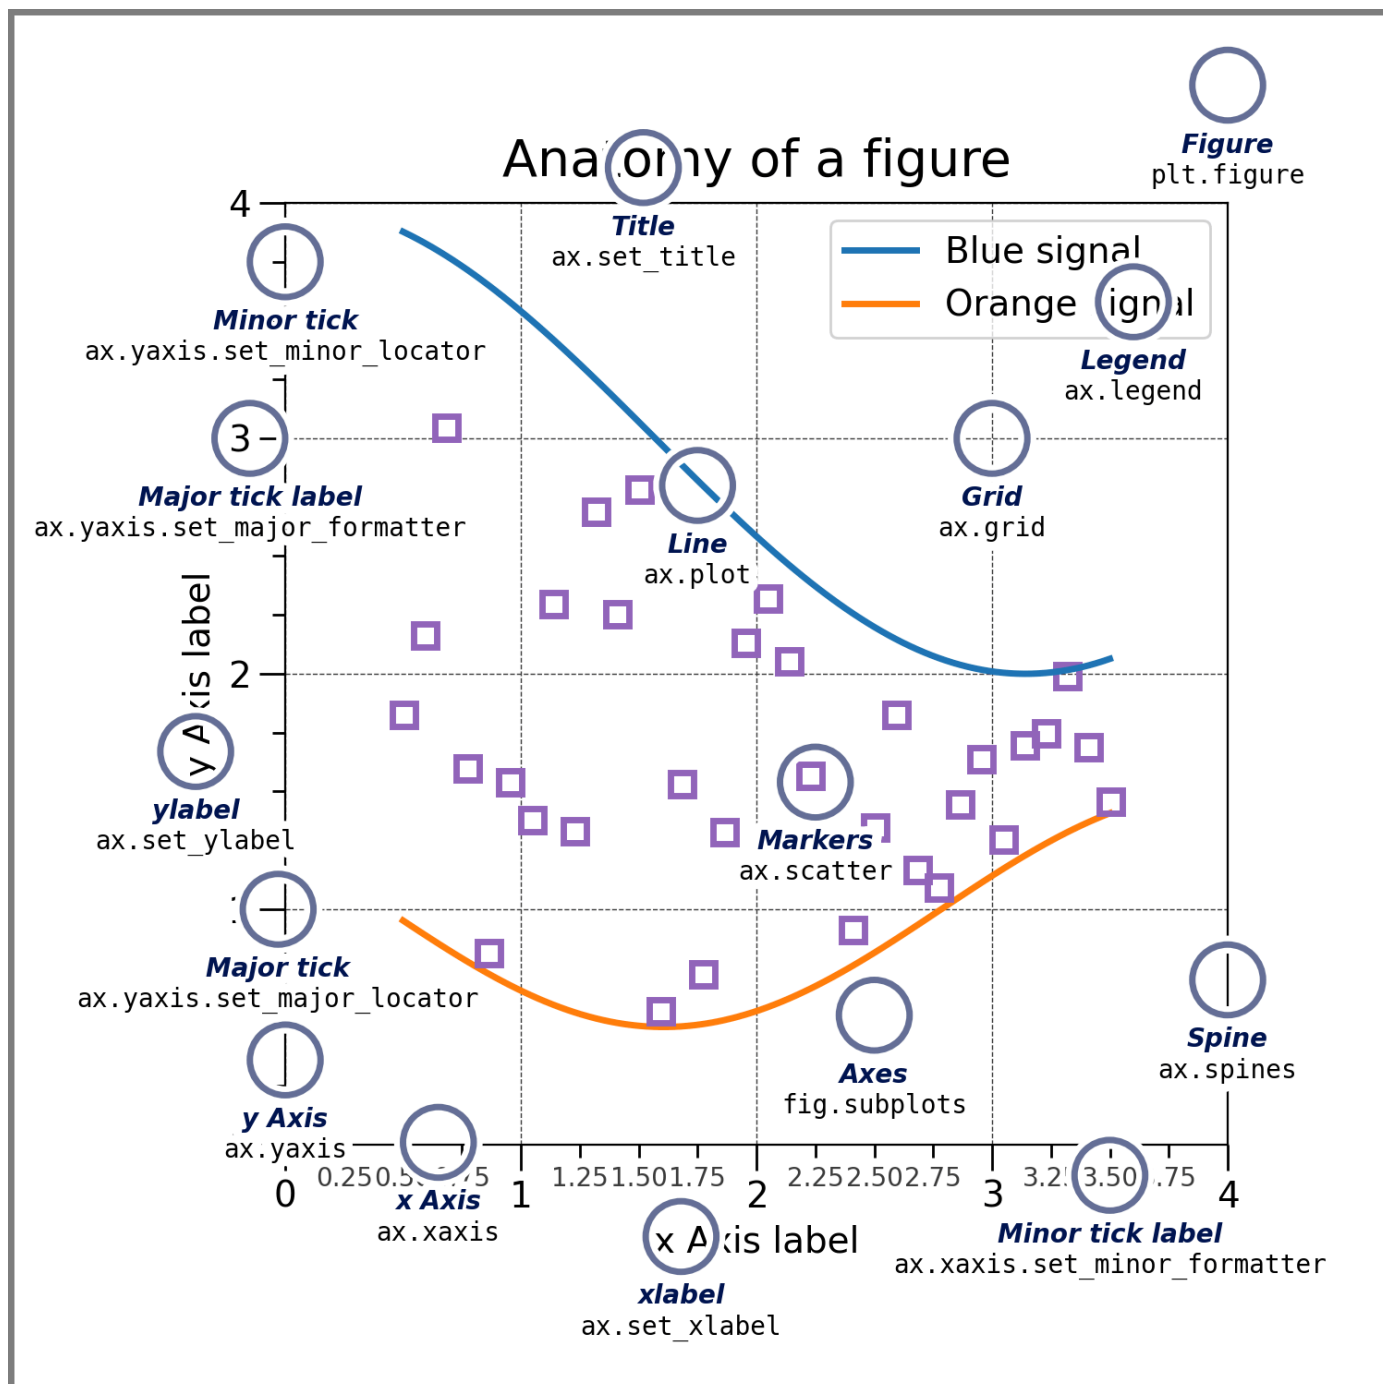 Figure
plt.figure
Anatomy of a figure
Title
ax.set_title
4
Blue signal
Orange signal
Legend
ax.legend
Minor tick
ax.yaxis.set_minor_locator
3
Major tick label
ax.yaxis.set_major_formatter
Grid
ax.grid
Line
ax.plot
y Axis label
2
ylabel
ax.set_ylabel
Markers
ax.scatter
Major tick
ax.yaxis.set_major_locator
Axes
fig.subplots
Spine
ax.spines
y Axis
ax.yaxis
0.25 1.25 1.50 1.75 2.25 2.50 2.75 3.50
0 1 2 3 4
x Axis
ax.xaxis
x Axis label
Minor tick label
ax.xaxis.set_minor_formatter
xlabel
ax.set_xlabel